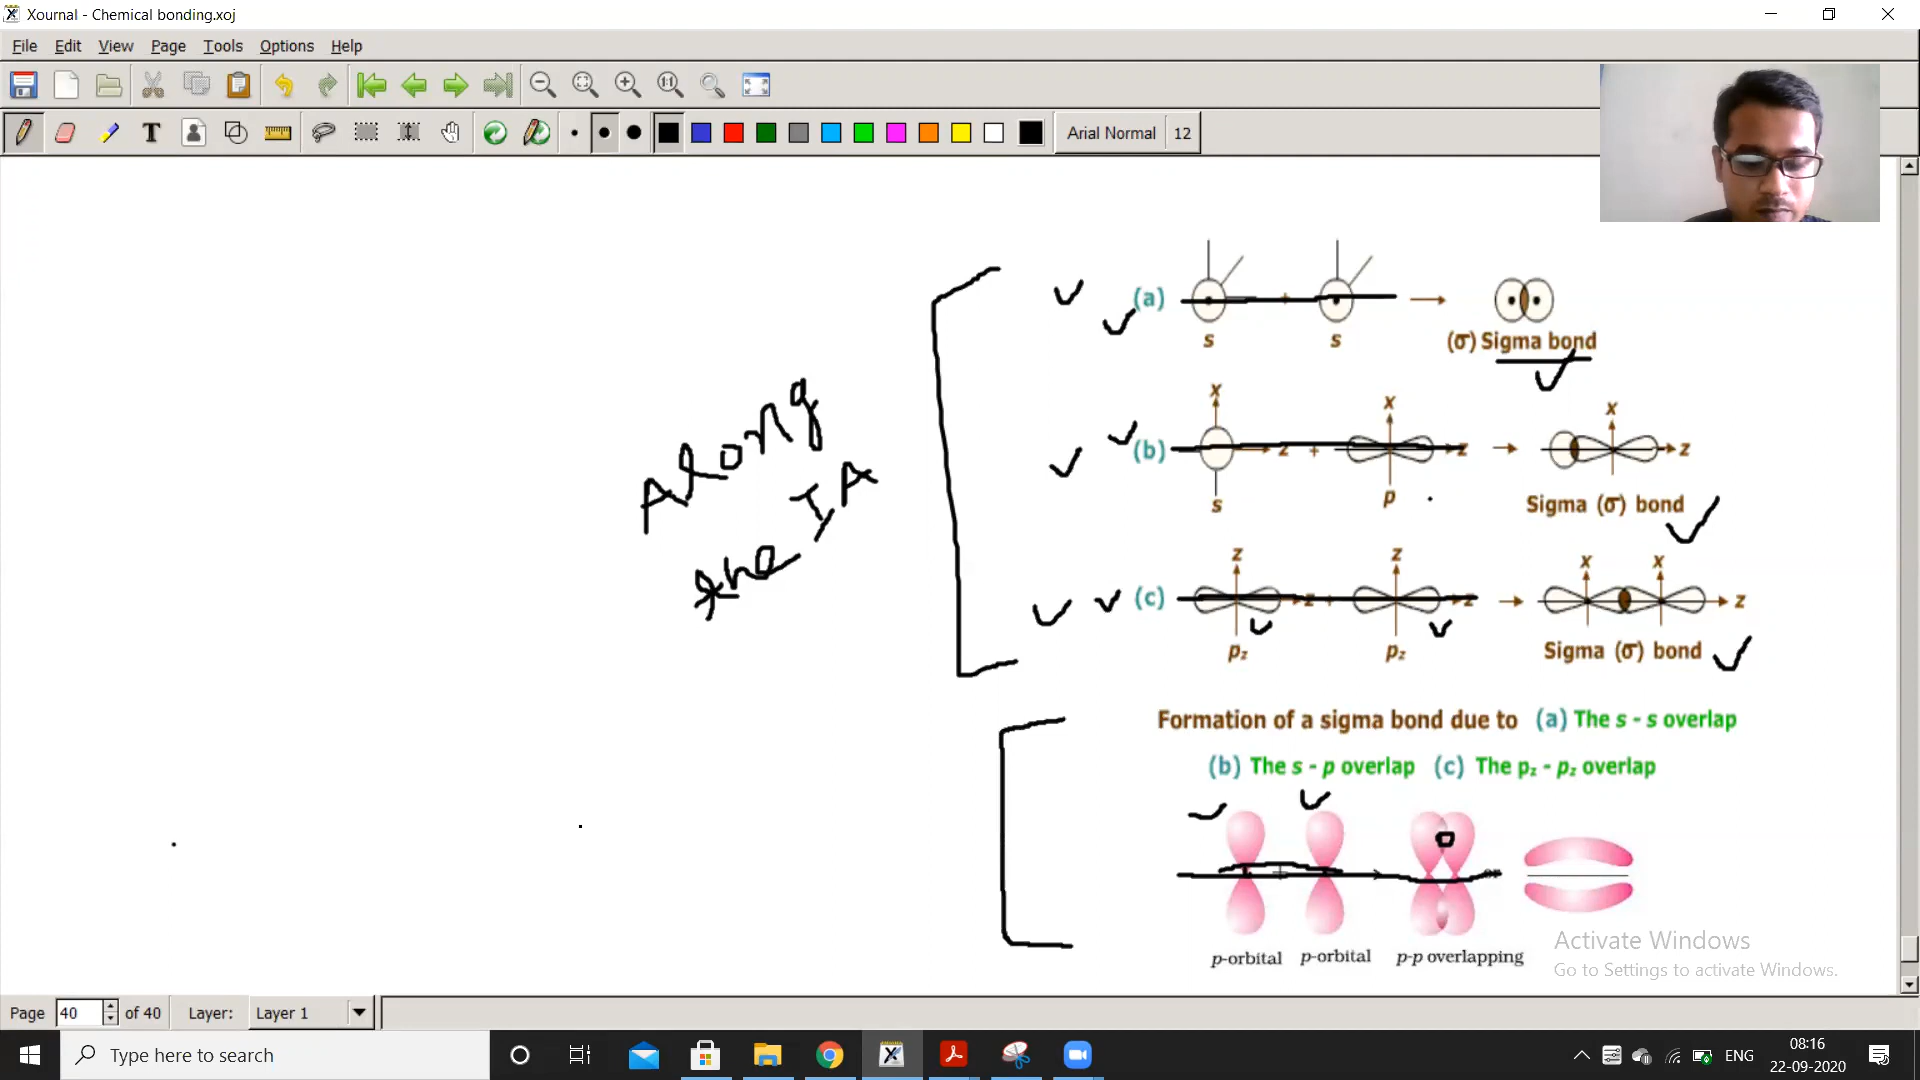 Xournal - Chemical bonding.xoj
File Edit View Page Tools Options Help
Arial Normal 12
(a)
s s
(σ) Sigma bond
x x x
(b) z + z z
s p
Sigma (σ) bond
z z x x
(c) z + z z
pz pz
Sigma (σ) bond
Along
the IA
Formation of a sigma bond due to (a) The s - s overlap
(b) The s - p overlap (c) The pz - pz overlap
or
p-orbital p-orbital p-p overlapping
Activate Windows
Go to Settings to activate Windows.
Page 40 of 40 Layer: Layer 1
Type here to search
ENG
08:16
22-09-2020